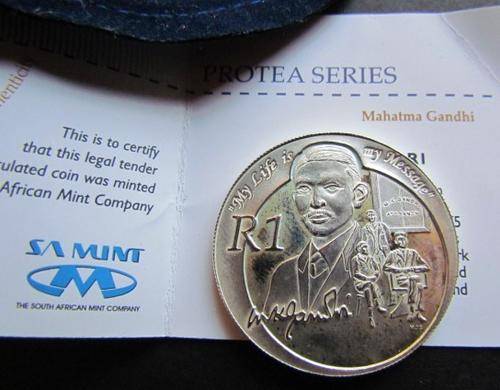 PROTEA SERIES
Mahatma Gandhi
This is to certify
that this legal tender
culated coin was minted
African Mint Company
SA MINT
THE SOUTH AFRICAN MINT COMPANY
"My Life is my Message"
R1